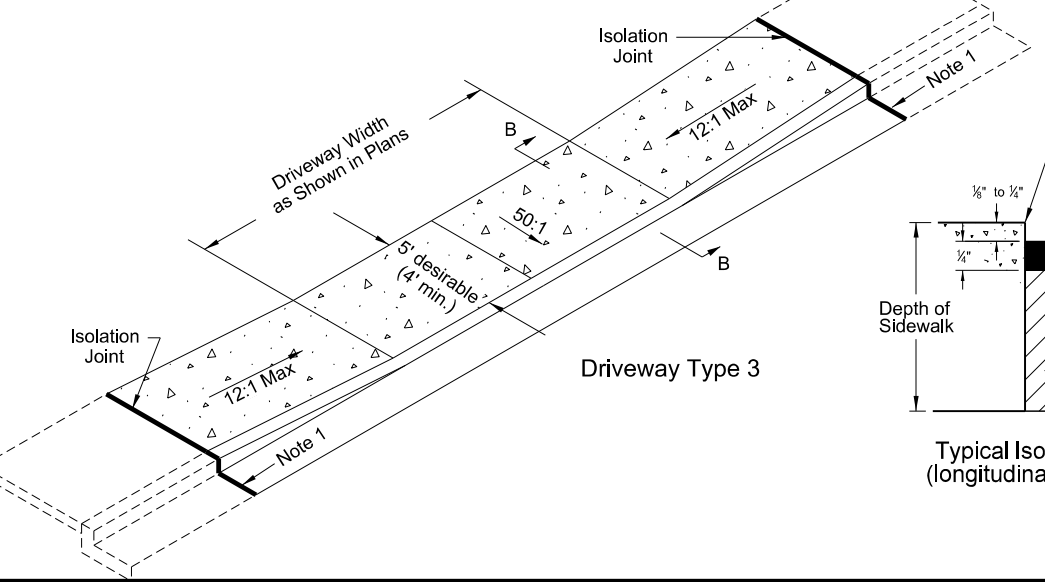 Isolation
Joint
Note 1
12:1 Max
Driveway Width
as Shown in Plans
B
50:1
5' desirable
(4' min.)
B
⅛" to ¼"
¼"
Depth of
Sidewalk
Isolation
Joint
12:1 Max
Driveway Type 3
Note 1
Typical Iso
(longitudina